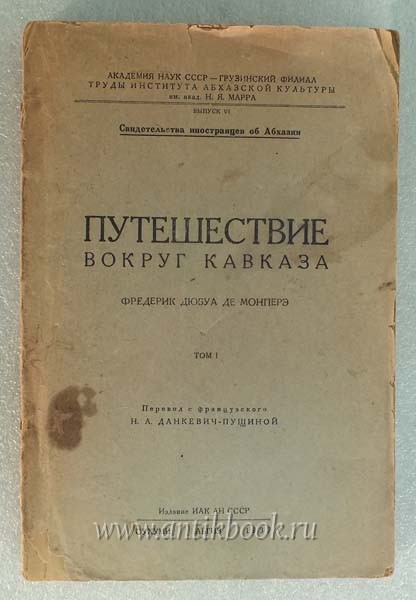 АКАДЕМИЯ НАУК СССР — ГРУЗИНСКИЙ ФИЛИАЛ
ТРУДЫ ИНСТИТУТА АБХАЗСКОЙ КУЛЬТУРЫ
им. акад. Н. Я. МАРРА
ВЫПУСК VI
Свидетельства иностранцев об Абхазии
ПУТЕШЕСТВИЕ
ВОКРУГ КАВКАЗА
ФРЕДЕРИК ДЮБУА ДЕ МОНПЕРЭ
ТОМ I
Перевод с французского
Н. А. ДАНКЕВИЧ-ПУЩИНОЙ
Издание ИАК АН СССР
www.antikbook.ru